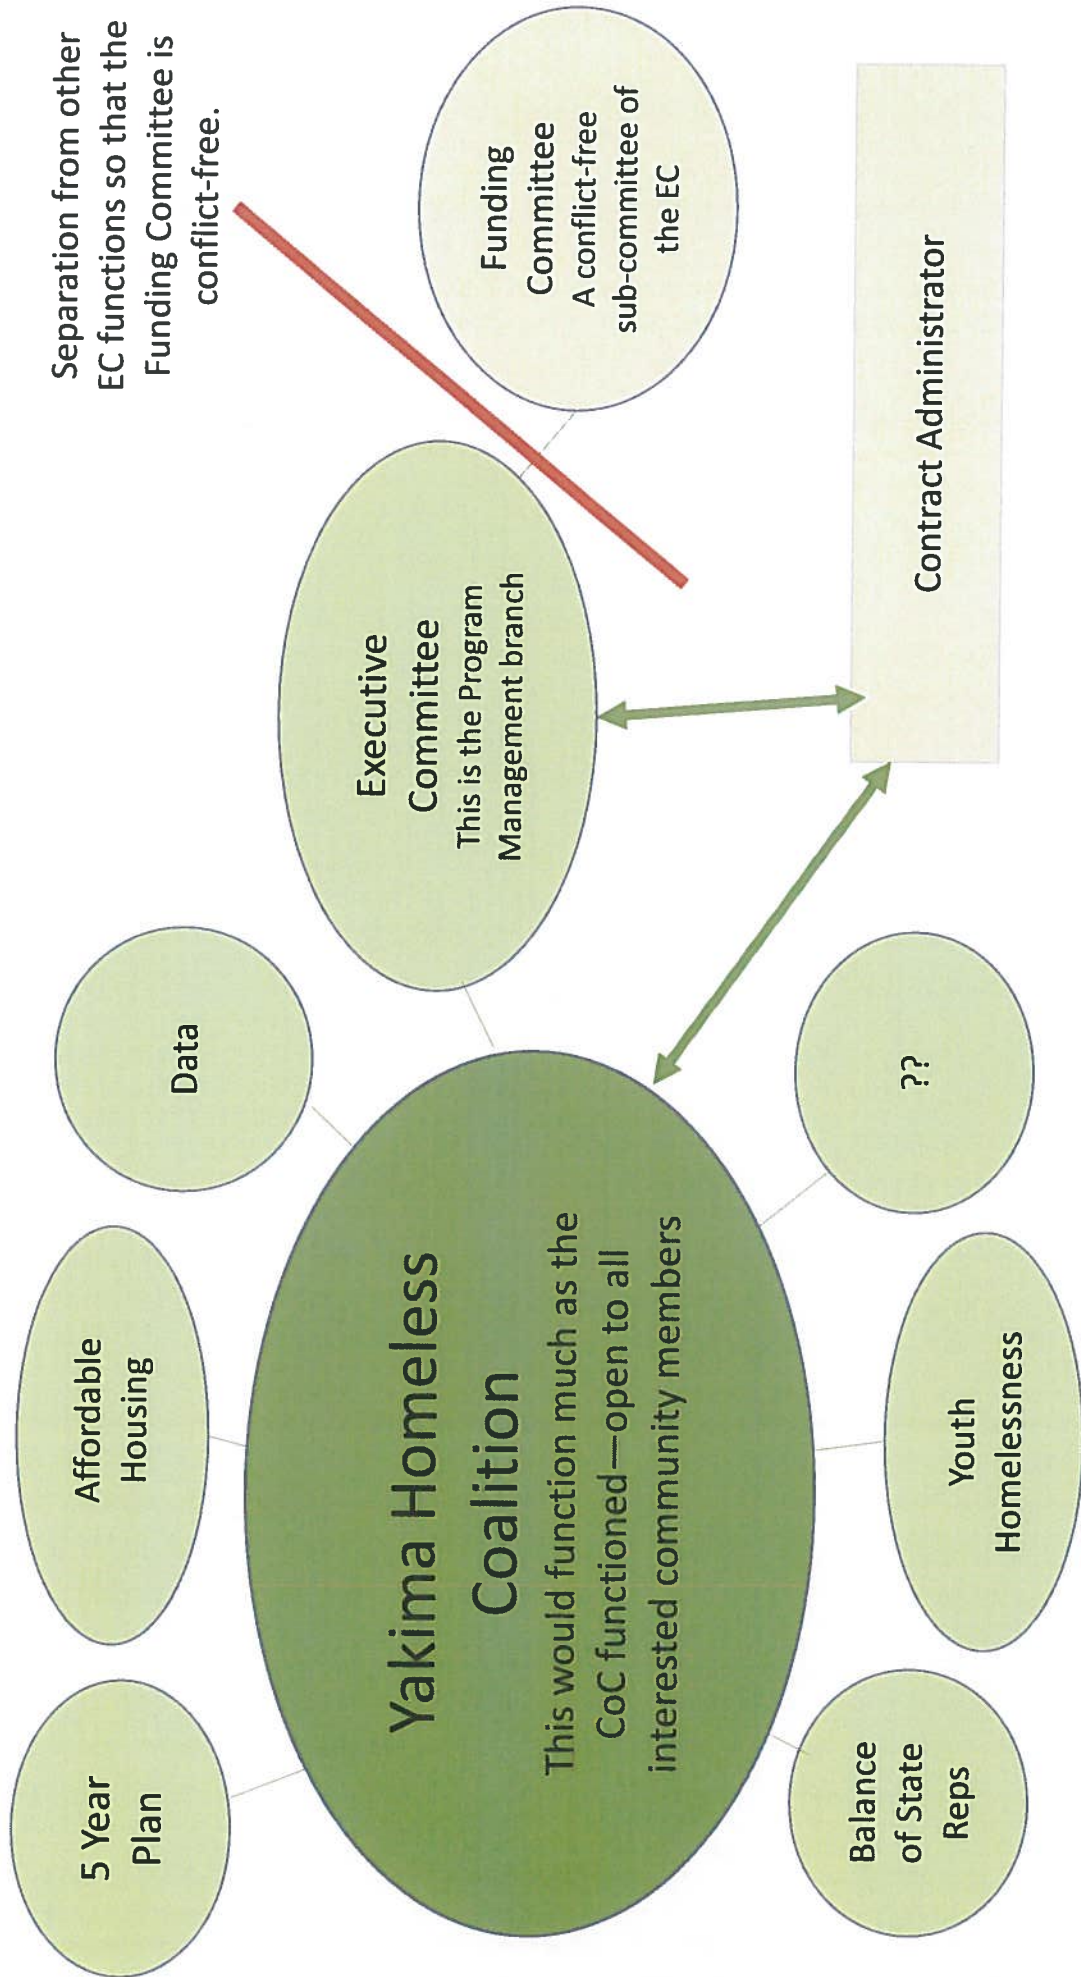 5 Year
Plan
Affordable
Housing
Data
Separation from other
EC functions so that the
Funding Committee is
conflict-free.
Yakima Homeless
Coalition
This would function much as the
CoC functioned—open to all
interested community members
Executive
Committee
This is the Program
Management branch
Funding
Committee
A conflict-free
sub-committee of
the EC
Balance
of State
Reps
Youth
Homelessness
??
Contract Administrator